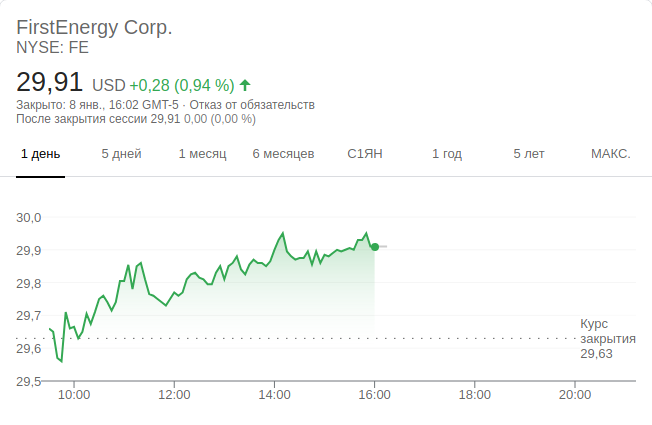 FirstEnergy Corp.
NYSE: FE
29,91 USD +0,28 (0,94 %)
Закрыто: 8 янв., 16:02 GMT-5 · Отказ от обязательств
После закрытия сессии 29,91 0,00 (0,00 %)
1 день 5 дней 1 месяц 6 месяцев С1ЯН 1 год 5 лет МАКС.
30,0
29,9
29,8
29,7
29,6
29,5
Курс
закрытия
29,63
10:00 12:00 14:00 16:00 18:00 20:00